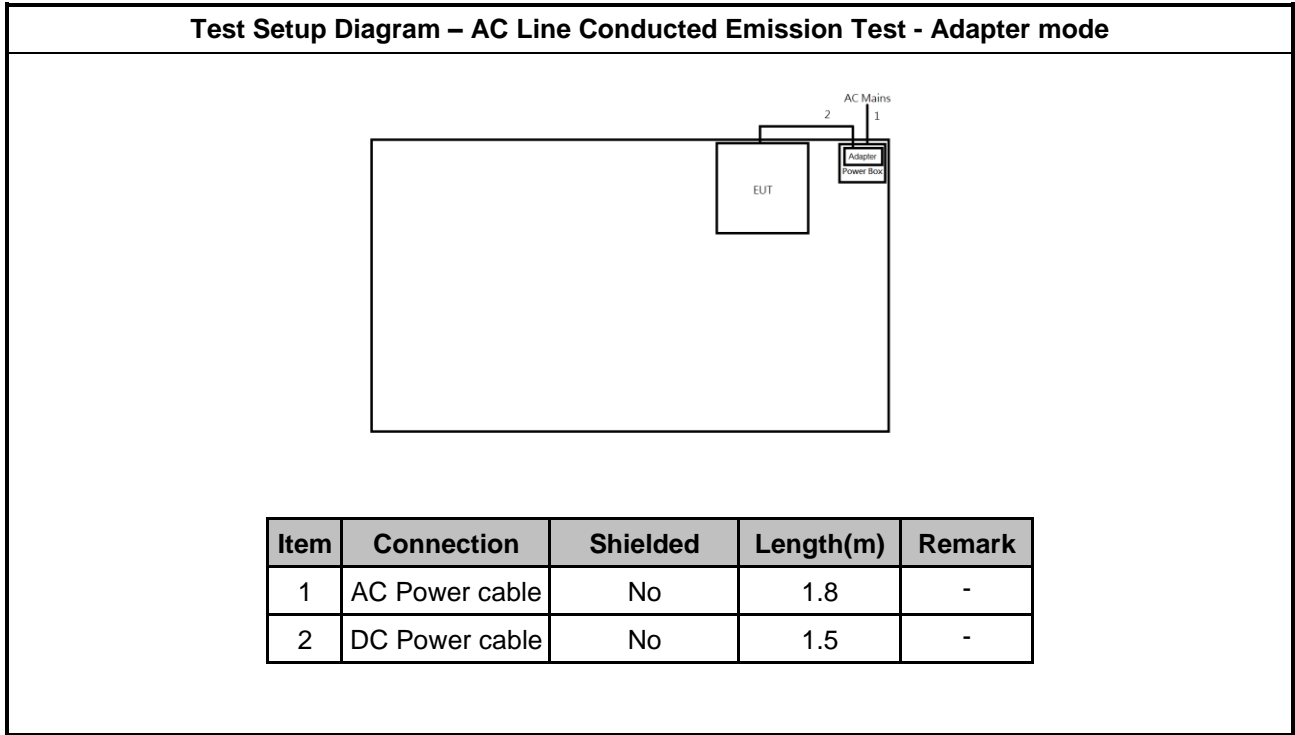 Test Setup Diagram – AC Line Conducted Emission Test - Adapter mode
AC Mains
2
1
Adapter
Power Box
EUT
Item Connection Shielded Length(m) Remark
1 AC Power cable No 1.8 -
2 DC Power cable No 1.5 -